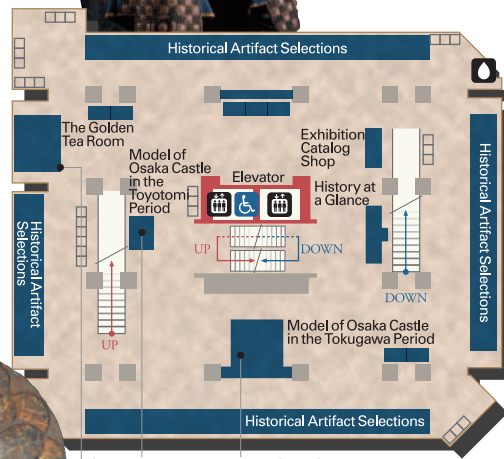 Historical Artifact Selections
The Golden
Tea Room
Model of
Osaka Castle
in the
Toyotomi
Period
Elevator
Exhibition
Catalog
Shop
History at
a Glance
Historical Artifact
Selections
Historical Artifact Selections
UP
DOWN
UP
DOWN
Model of Osaka Castle
in the Tokugawa Period
Historical Artifact Selections